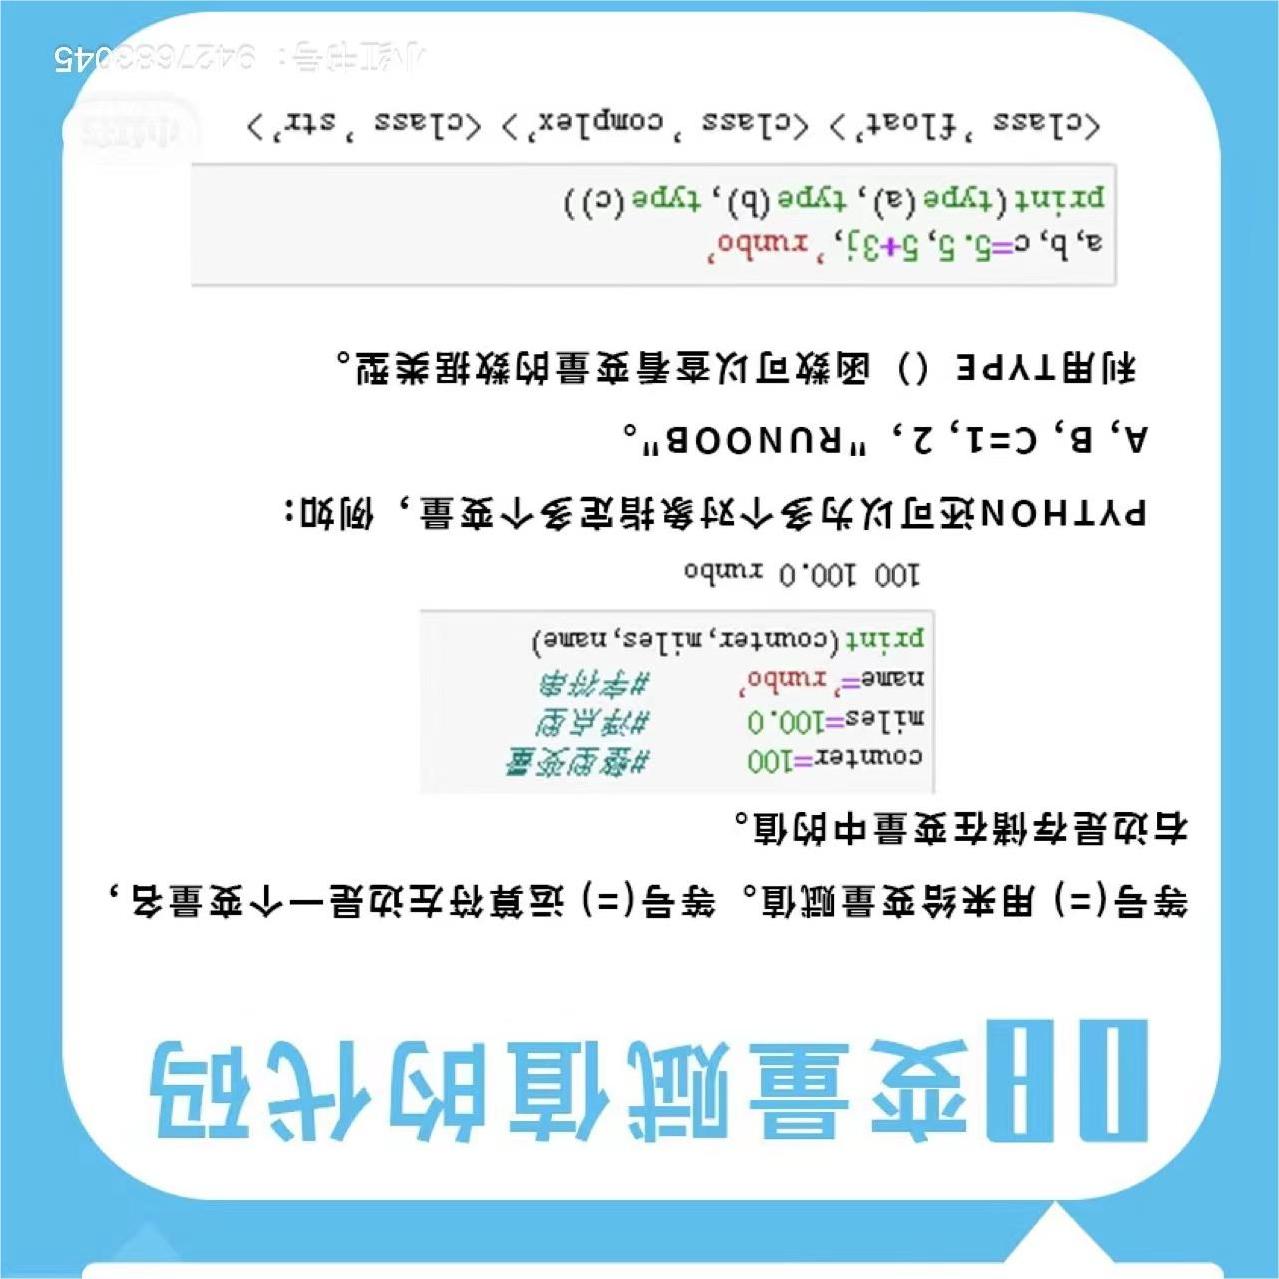 08变量赋值的代码
等号(=) 用来给变量赋值。等号(=) 运算符左边是一个变量名，
右边是存储在变量中的值。
counter=100 #整型变量
miles=100.0 #浮点型
name='runbo' #字符串
print(counter,miles,name)
100 100.0 runbo
PYTHON还可以为多个对象指定多个变量，例如：
A，B，C=1，2，"RUNOOB"。
利用TYPE（）函数可以查看变量的数据类型。
a,b,c=5.5,5+3j,'runbo'
print(type(a),type(b),type(c))
<class 'float'> <class 'complex'> <class 'str'>
小红书号：9427683045